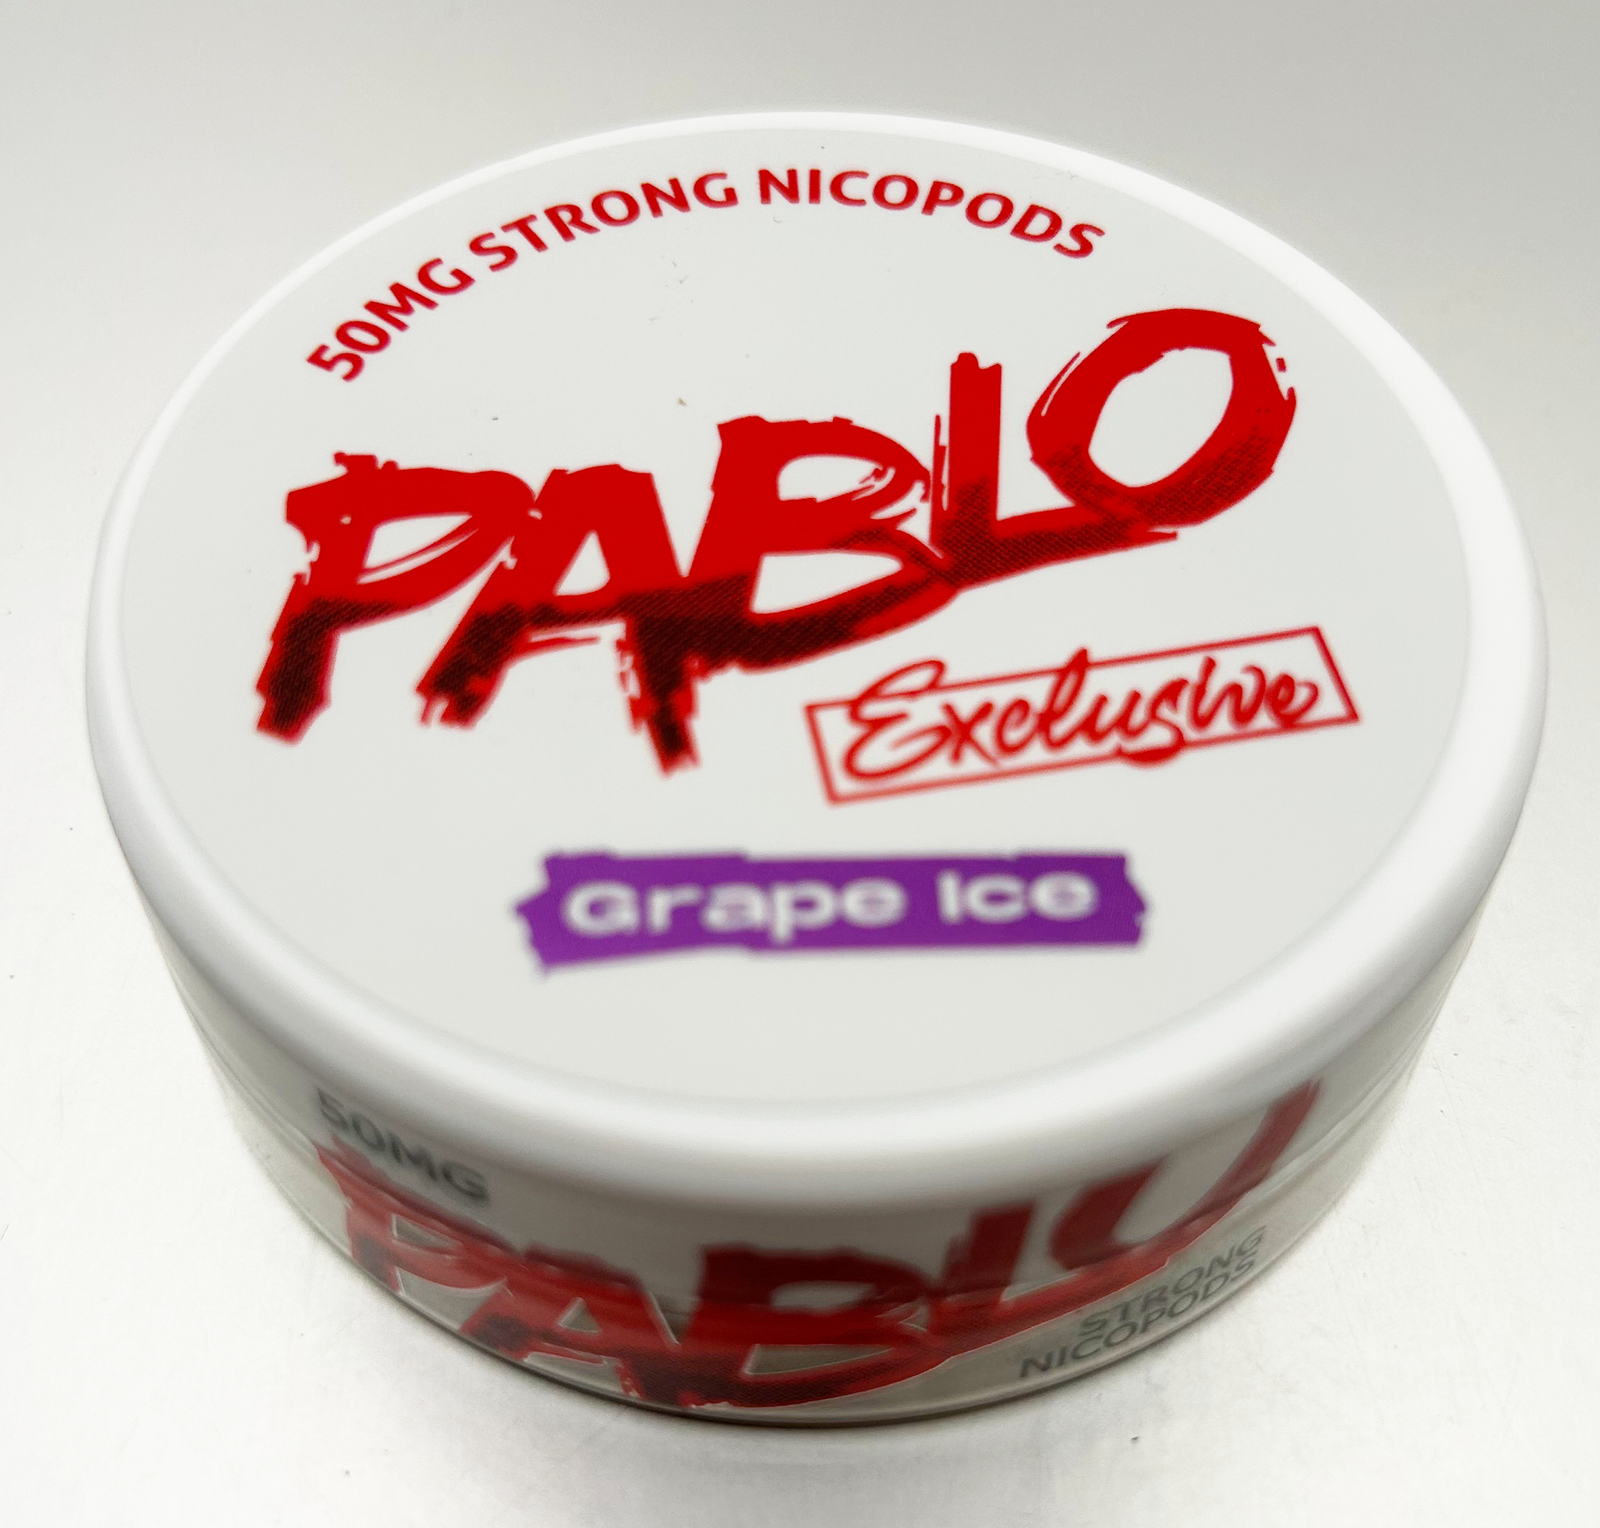 50MG STRONG NICOPODS
PABLO
Exclusive
Grape Ice
50MG
PABLO
STRONG
NICOPODS